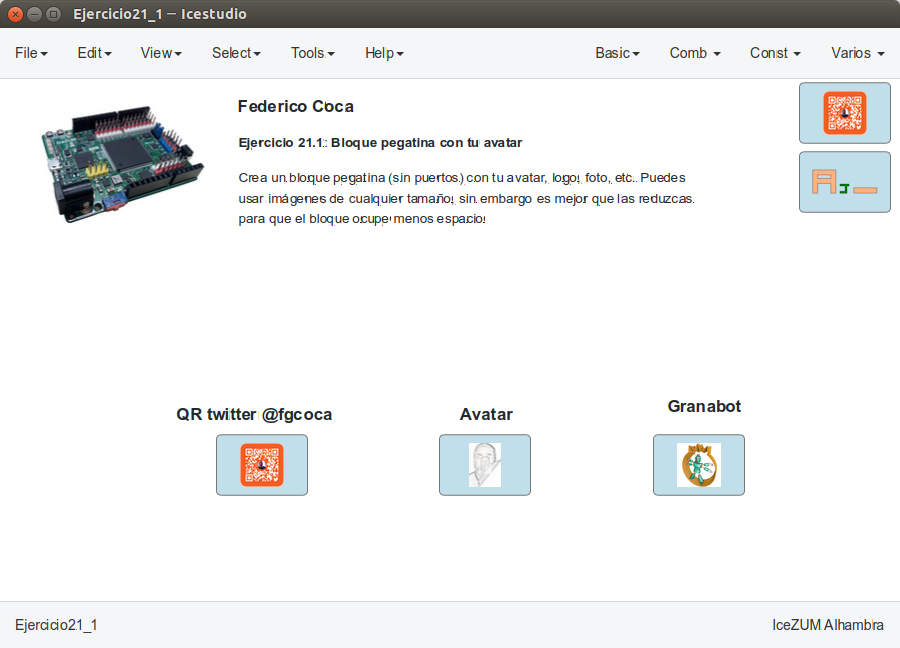 Ejercicio21_1 — Icestudio
File Edit View Select Tools Help Basic Comb Const Varios
Federico Coca
Ejercicio 21.1: Bloque pegatina con tu avatar
Crea un bloque pegatina (sin puertos) con tu avatar, logo, foto, etc. Puedes
usar imágenes de cualquier tamaño, sin embargo es mejor que las reduzcas
para que el bloque ocupe menos espacio
QR twitter @fgcoca Avatar Granabot
Ejercicio21_1 IceZUM Alhambra